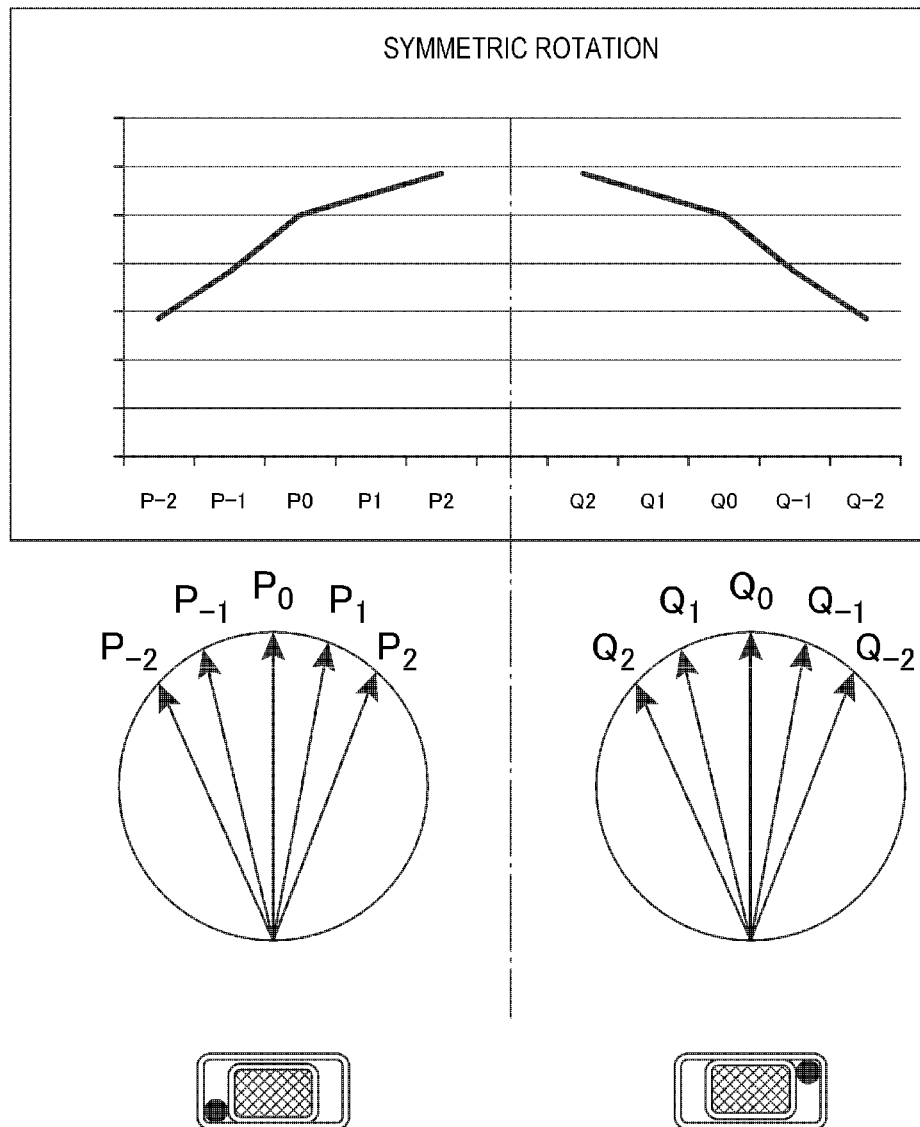 SYMMETRIC ROTATION
P-2 P-1 P0 P1 P2 Q2 Q1 Q0 Q-1 Q-2
P₋₂ P₋₁ P₀ P₁ P₂ Q₂ Q₁ Q₀ Q₋₁ Q₋₂